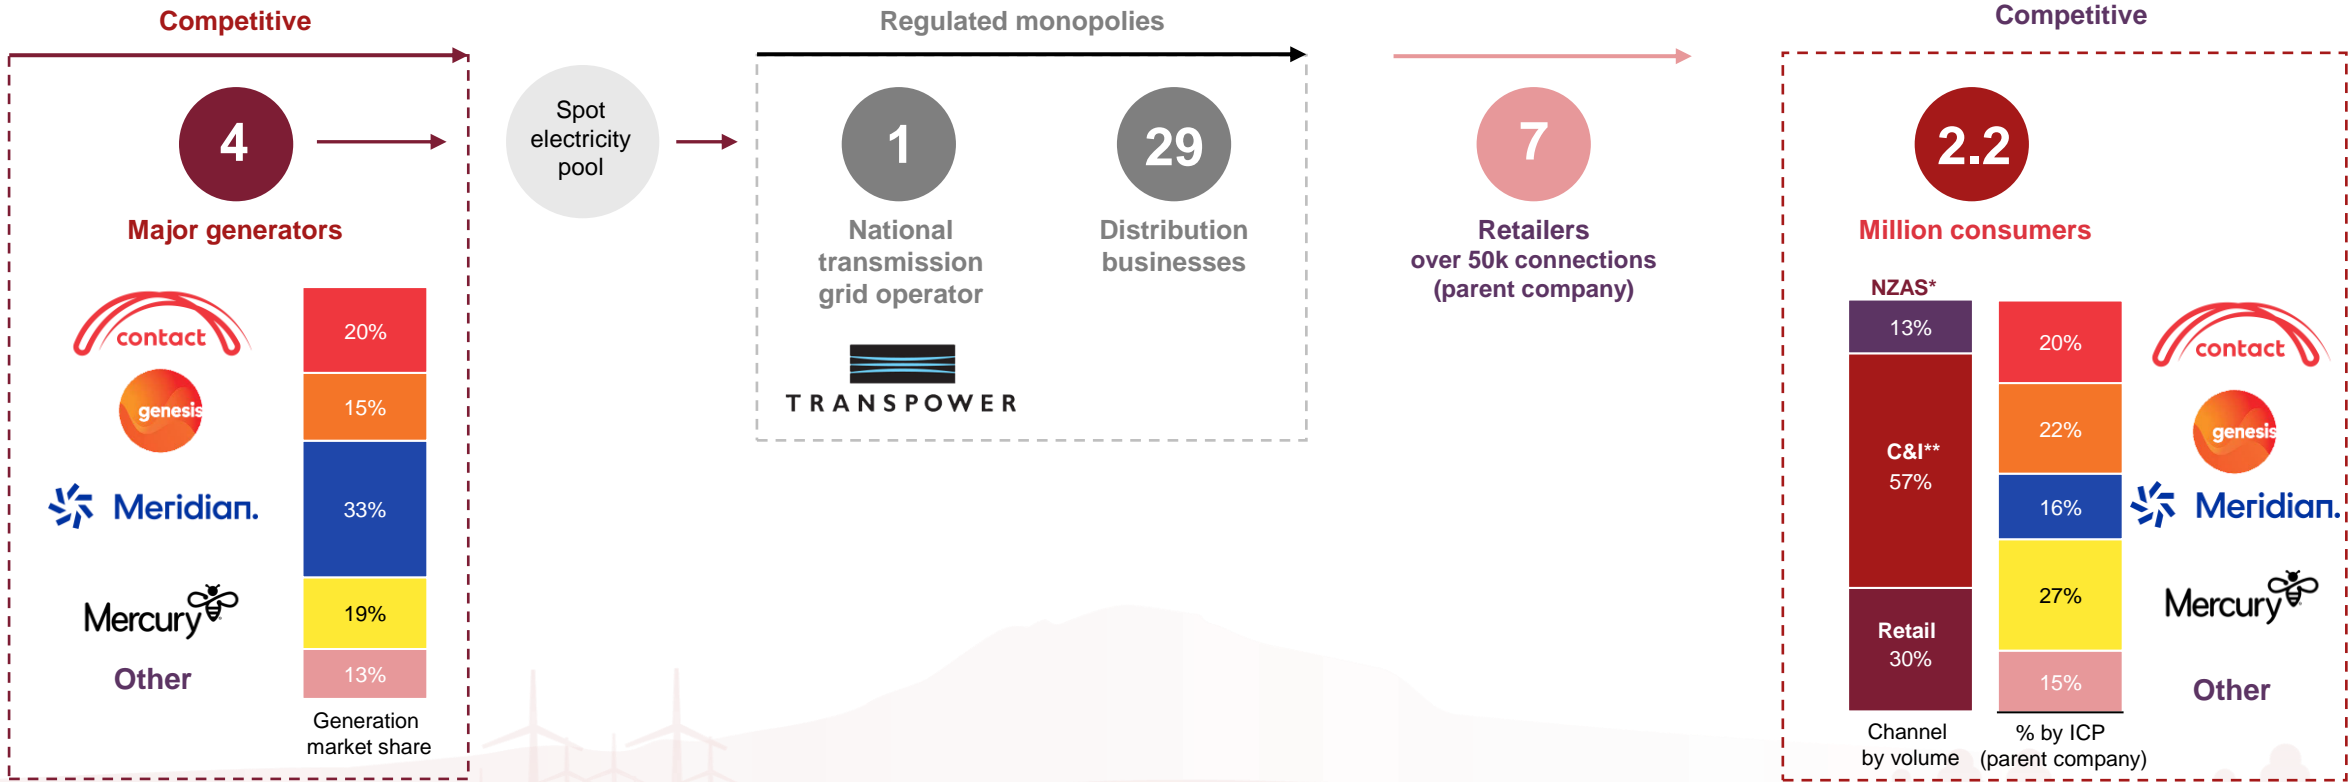 Competitive
Regulated monopolies
Competitive
4
Major generators
Spot
electricity
pool
1
National
transmission
grid operator
29
Distribution
businesses
7
Retailers
over 50k connections
(parent company)
2.2
Million consumers
contact
genesis
Meridian.
Mercury
Other
20%
15%
33%
19%
13%
Generation
market share
TRANSPOWER
NZAS*
13%
C&I**
57%
Retail
30%
Channel
by volume
20%
22%
16%
27%
15%
% by ICP
(parent company)
contact
genesis
Meridian.
Mercury
Other